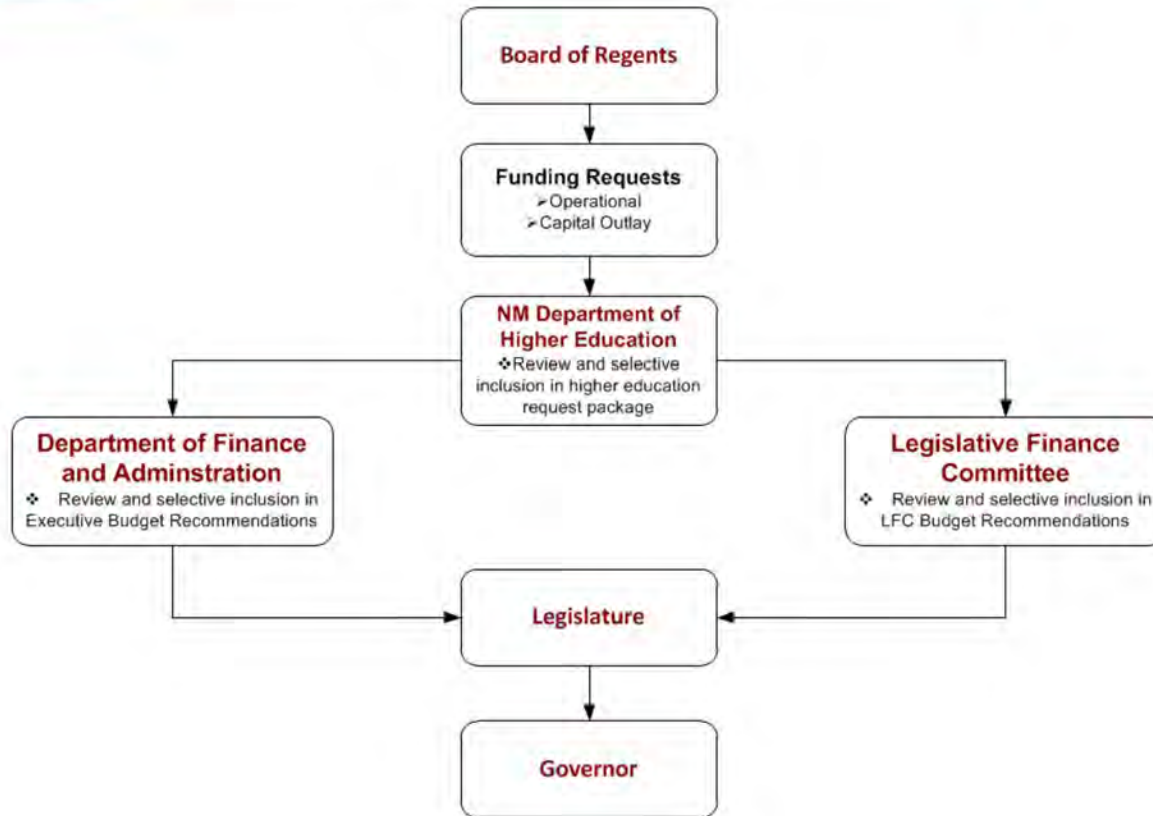 Board of Regents
Funding Requests
➢Operational
➢Capital Outlay
NM Department of
Higher Education
❖Review and selective
inclusion in higher education
request package
Department of Finance
and Adminstration
❖ Review and selective inclusion in
Executive Budget Recommendations
Legislative Finance
Committee
❖ Review and selective inclusion in
LFC Budget Recommendations
Legislature
Governor